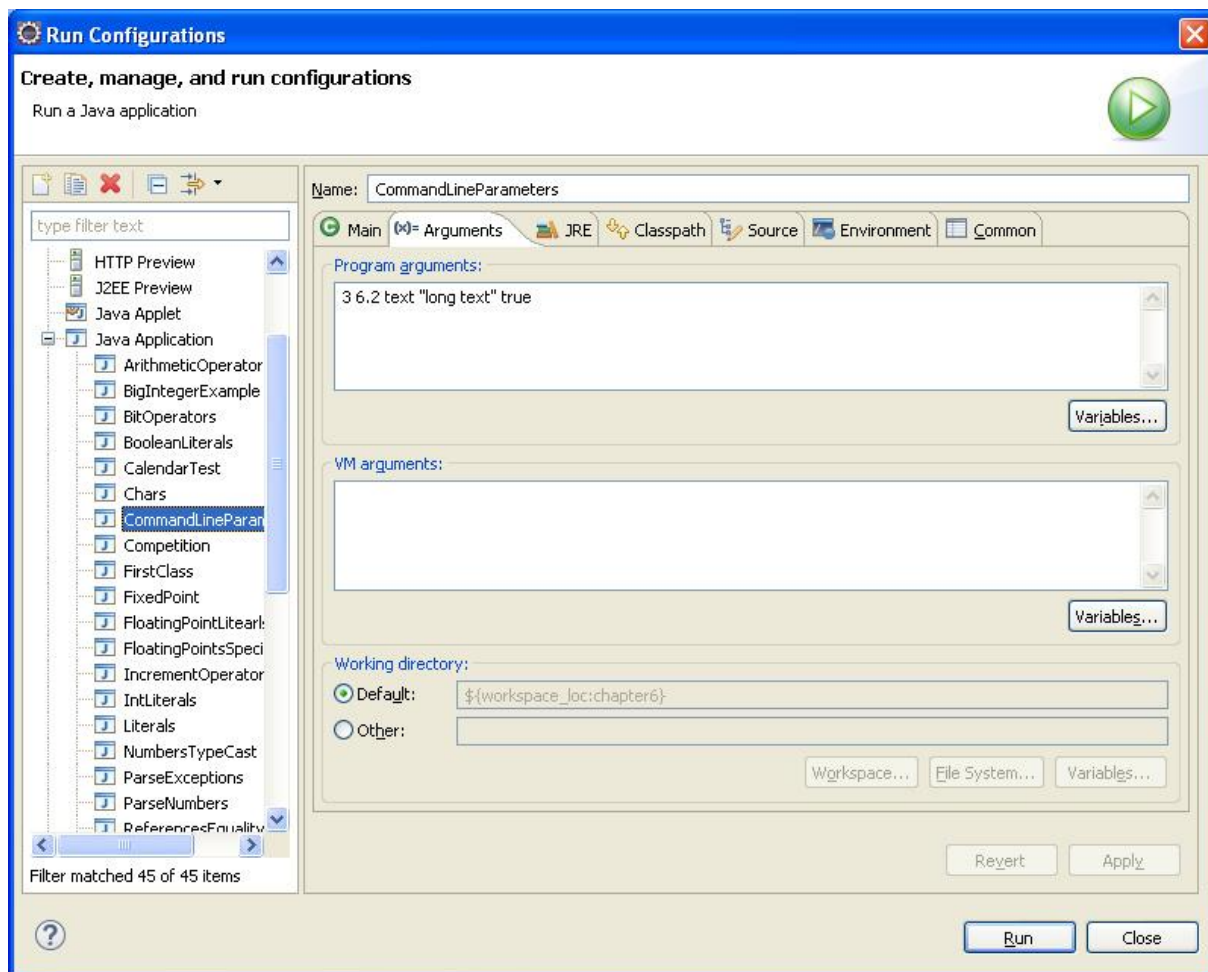 Run Configurations
Create, manage, and run configurations
Run a Java application
type filter text
HTTP Preview
J2EE Preview
Java Applet
Java Application
ArithmeticOperator
BigIntegerExample
BitOperators
BooleanLiterals
CalendarTest
Chars
CommandLineParan
Competition
FirstClass
FixedPoint
FloatingPointLitearl
FloatingPointsSpeci
IncrementOperator
IntLiterals
Literals
NumbersTypeCast
ParseExceptions
ParseNumbers
ReferencesEquality
Filter matched 45 of 45 items
Name: CommandLineParameters
Main (x)= Arguments JRE Classpath Source Environment Common
Program arguments:
3 6.2 text "long text" true
Variables...
VM arguments:
Variables...
Working directory:
Default: ${workspace_loc:chapter6}
Other:
Workspace... File System... Variables...
Revert Apply
Run Close